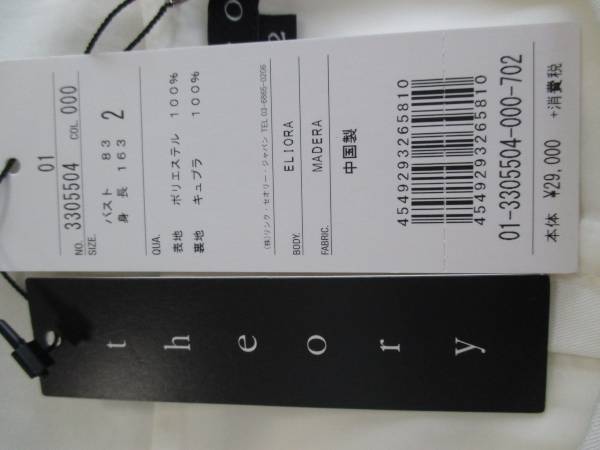 01
NO. 3305504 COL. 000
SIZE.
バスト 83
身 長 163
2
QUA.
表地 ポリエステル 100%
裏地 キュプラ 100%
(株)リンク・セオリー・ジャパン TEL 03-6865-0206
BODY. ELIORA
FABRIC. MADERA
中国製
4549293265810
4549293265810
01-3305504-000-702
本体 ¥29,000 +消費税
theory
2